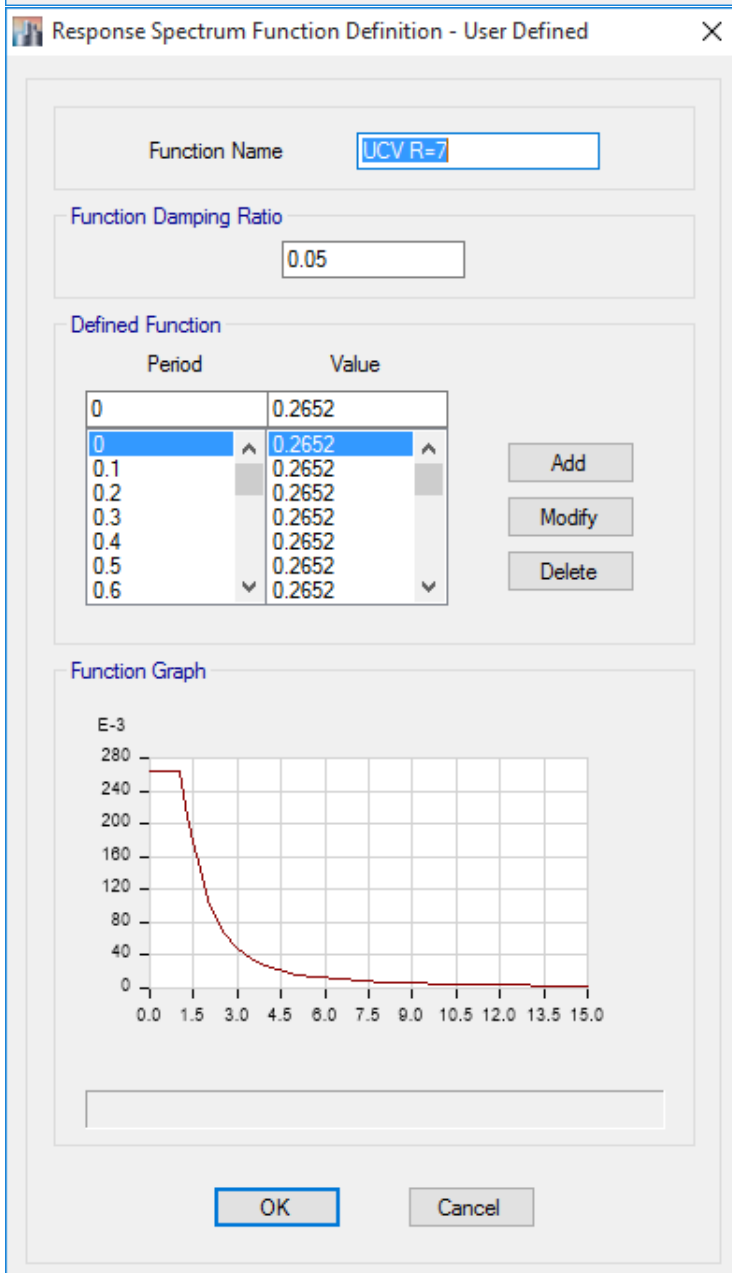 Response Spectrum Function Definition - User Defined
Function Name UCV R=7
Function Damping Ratio
0.05
Defined Function
Period Value
0 0.2652
0 0.2652
0.1 0.2652
0.2 0.2652
0.3 0.2652
0.4 0.2652
0.5 0.2652
0.6 0.2652
Add
Modify
Delete
Function Graph
E-3
280
240
200
160
120
80
40
0
0.0 1.5 3.0 4.5 6.0 7.5 9.0 10.5 12.0 13.5 15.0
OK Cancel